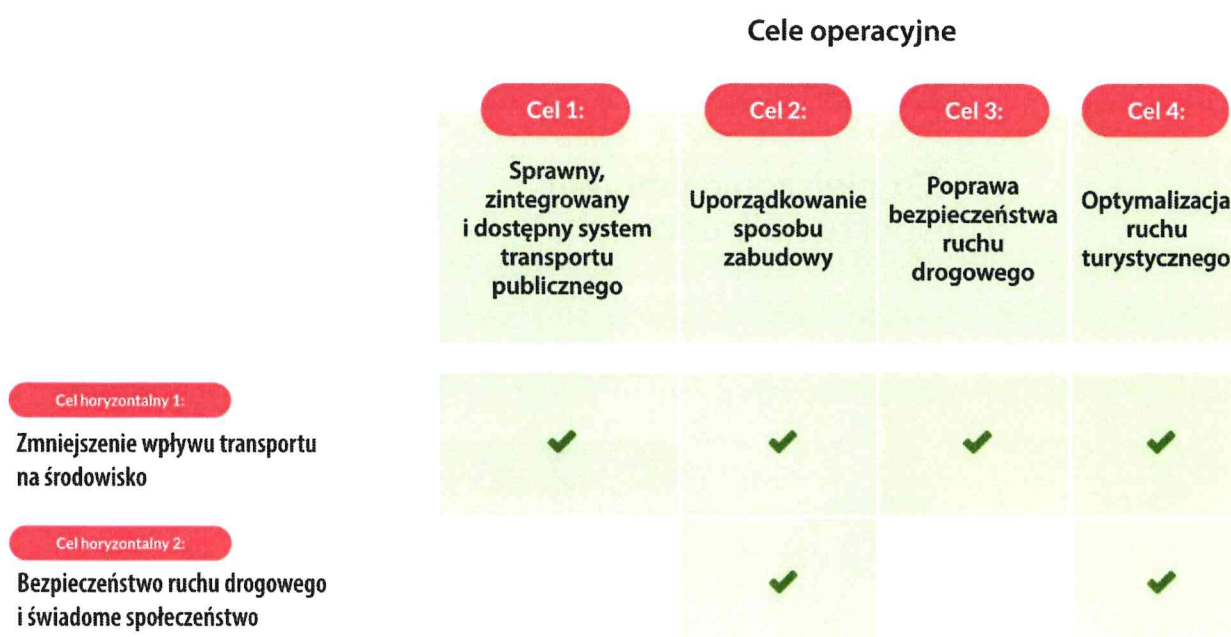 Cele operacyjne
Cel 1:
Sprawny,
zintegrowany
i dostępny system
transportu
publicznego
Cel 2:
Uporządkowanie
sposobu
zabudowy
Cel 3:
Poprawa
bezpieczeństwa
ruchu
drogowego
Cel 4:
Optymalizacja
ruchu
turystycznego
Cel horyzontalny 1:
Zmniejszenie wpływu transportu
na środowisko
Cel horyzontalny 2:
Bezpieczeństwo ruchu drogowego
i świadome społeczeństwo